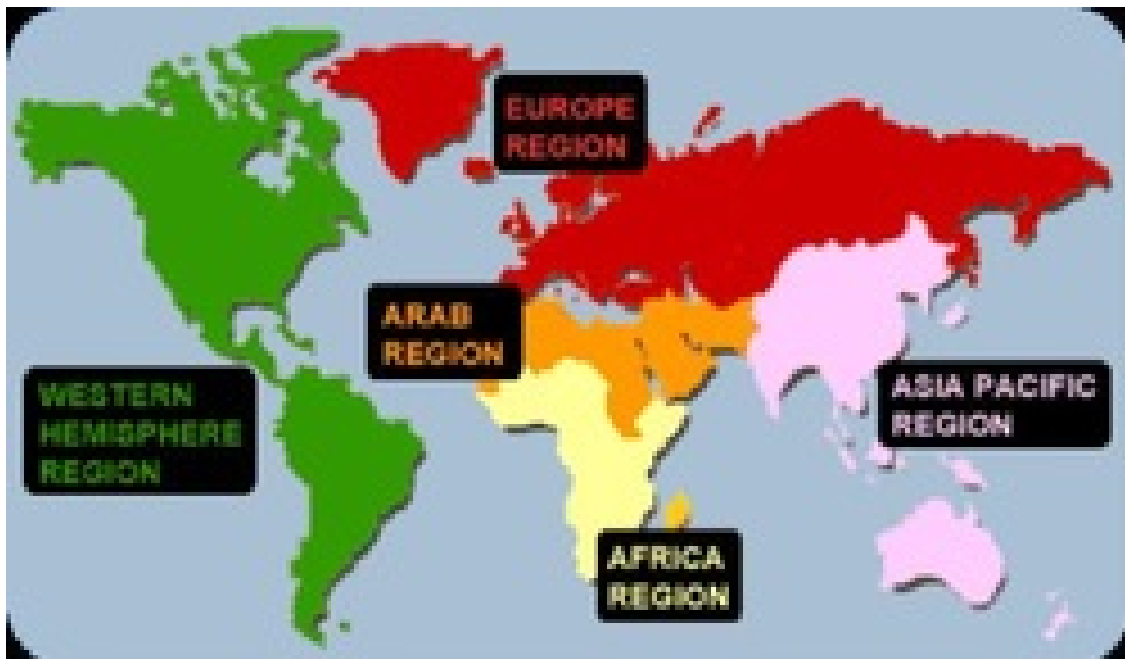 EUROPE
REGION
ARAB
REGION
WESTERN
HEMISPHERE
REGION
ASIA PACIFIC
REGION
AFRICA
REGION